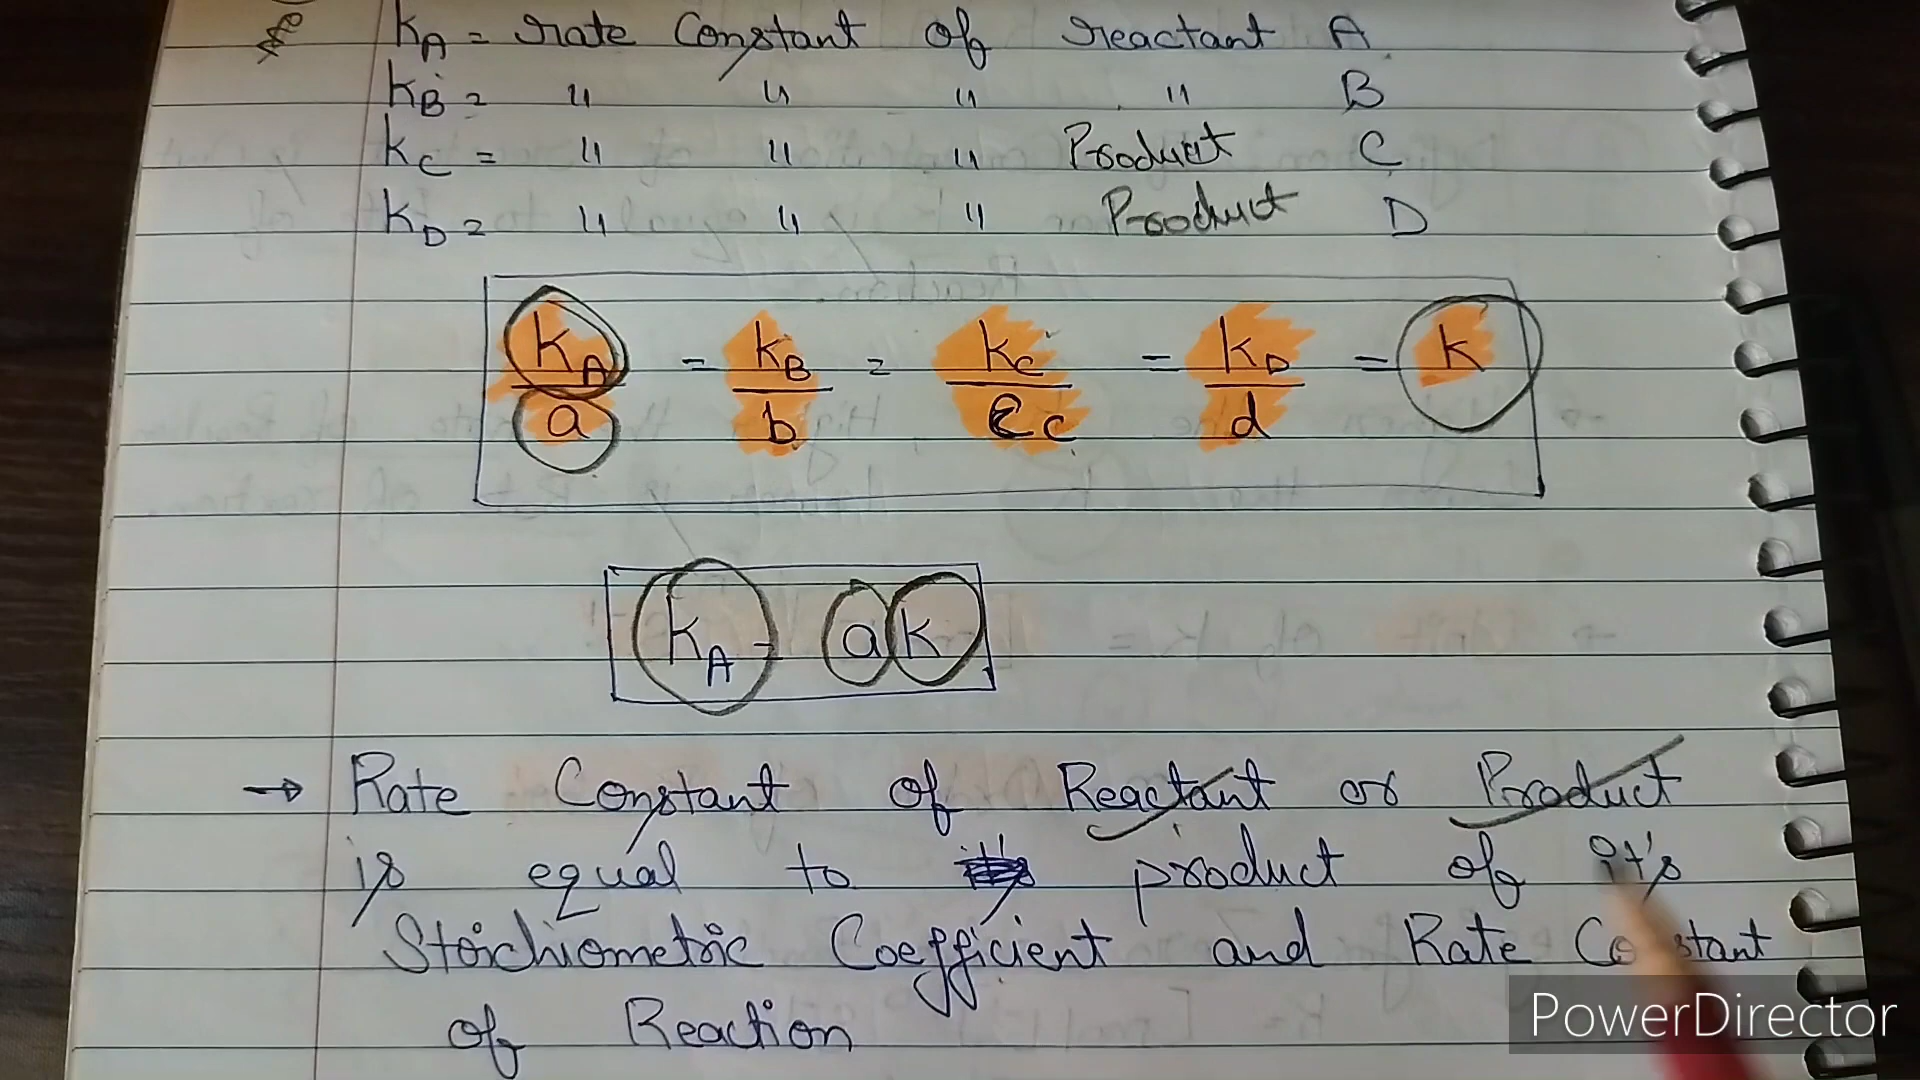 kA = rate Constant of reactant A
kB = " " " " B
kC = " " " Product C
kD = " " " Product D
kA/a = kB/b = kC/c = kD/d = k
kA = ak
→ Rate Constant of Reactant or Product
is equal to product of it's
Stoichiometric Coefficient and Rate Constant
of Reaction
PowerDirector